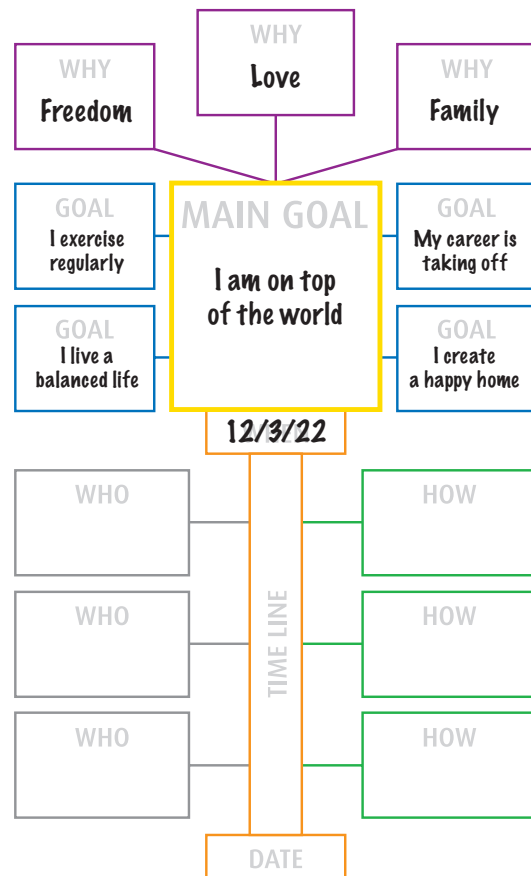 WHY
Love
WHY
Freedom
WHY
Family
GOAL
I exercise
regularly
MAIN GOAL
I am on top
of the world
GOAL
My career is
taking off
GOAL
I live a
balanced life
GOAL
I create
a happy home
WHEN
12/3/22
WHO
HOW
TIME LINE
WHO
HOW
WHO
HOW
DATE